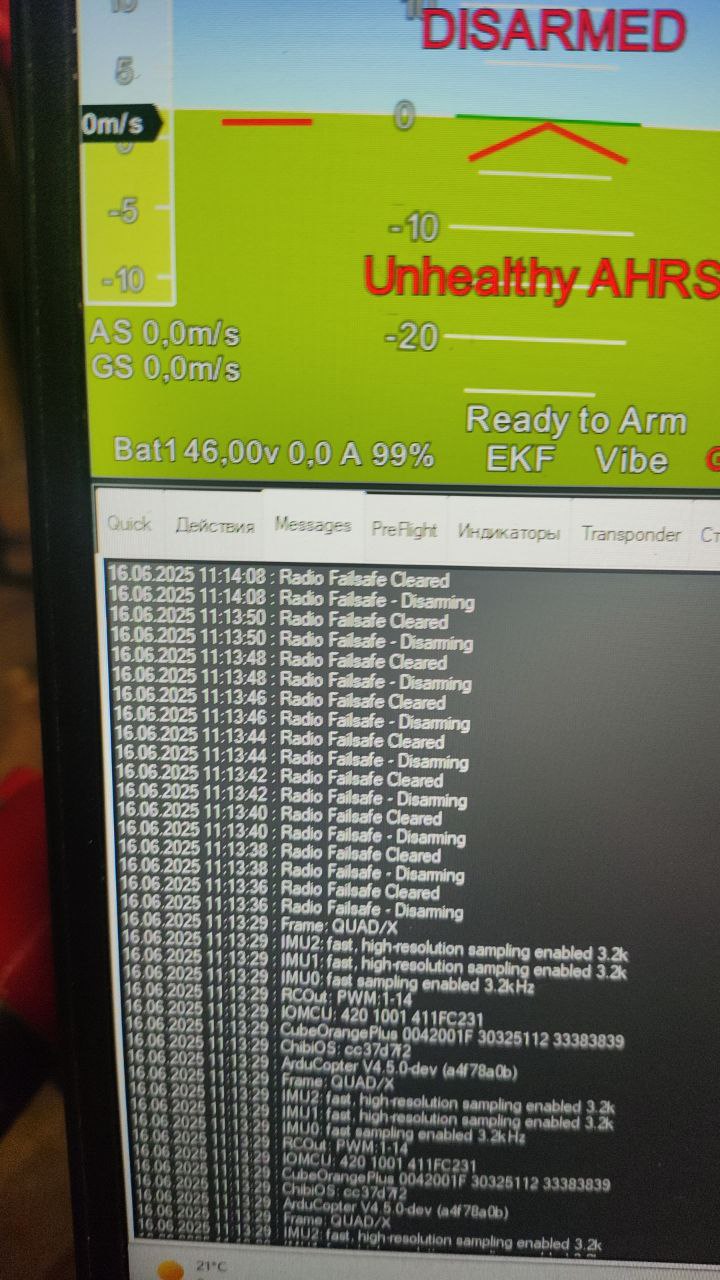 10
DISARMED
5
0m/s
0
-5
-10
-10
Unhealthy AHRS
AS 0,0m/s
-20
GS 0,0m/s
Ready to Arm
Bat1 46,00v 0,0 A 99% EKF Vibe
Quick Действия Messages PreFlight Индикаторы Transponder Ст
16.06.2025 11:14:08 : Radio Failsafe Cleared
16.06.2025 11:14:08 : Radio Failsafe - Disarming
16.06.2025 11:13:50 : Radio Failsafe Cleared
16.06.2025 11:13:50 : Radio Failsafe - Disarming
16.06.2025 11:13:48 : Radio Failsafe Cleared
16.06.2025 11:13:48 : Radio Failsafe - Disarming
16.06.2025 11:13:46 : Radio Failsafe Cleared
16.06.2025 11:13:46 : Radio Failsafe - Disarming
16.06.2025 11:13:44 : Radio Failsafe Cleared
16.06.2025 11:13:44 : Radio Failsafe - Disarming
16.06.2025 11:13:42 : Radio Failsafe Cleared
16.06.2025 11:13:42 : Radio Failsafe - Disarming
16.06.2025 11:13:40 : Radio Failsafe Cleared
16.06.2025 11:13:40 : Radio Failsafe - Disarming
16.06.2025 11:13:38 : Radio Failsafe Cleared
16.06.2025 11:13:38 : Radio Failsafe - Disarming
16.06.2025 11:13:36 : Radio Failsafe Cleared
16.06.2025 11:13:36 : Radio Failsafe - Disarming
16.06.2025 11:13:29 : Frame: QUAD/X
16.06.2025 11:13:29 : IMU2: fast, high-resolution sampling enabled 3.2k
16.06.2025 11:13:29 : IMU1: fast, high-resolution sampling enabled 3.2k
16.06.2025 11:13:29 : IMU0: fast sampling enabled 3.2kHz
16.06.2025 11:13:29 : RCOut: PWM:1-14
16.06.2025 11:13:29 : IOMCU: 420 1001 411FC231
16.06.2025 11:13:29 : CubeOrangePlus 0042001F 30325112 33383839
16.06.2025 11:13:29 : ChibiOS: cc37d7f2
16.06.2025 11:13:29 : ArduCopter V4.5.0-dev (a4f78a0b)
16.06.2025 11:13:29 : Frame: QUAD/X
16.06.2025 11:13:29 : IMU2: fast, high-resolution sampling enabled 3.2k
16.06.2025 11:13:29 : IMU1: fast, high-resolution sampling enabled 3.2k
16.06.2025 11:13:29 : IMU0: fast sampling enabled 3.2kHz
16.06.2025 11:13:29 : RCOut: PWM:1-14
16.06.2025 11:13:29 : IOMCU: 420 1001 411FC231
16.06.2025 11:13:29 : CubeOrangePlus 0042001F 30325112 33383839
16.06.2025 11:13:29 : ChibiOS: cc37d7f2
16.06.2025 11:13:29 : ArduCopter V4.5.0-dev (a4f78a0b)
16.06.2025 11:13:29 : Frame: QUAD/X
16.06.2025 11:13:29 : IMU2: fast, high-resolution sampling enabled 3.2k
21°C